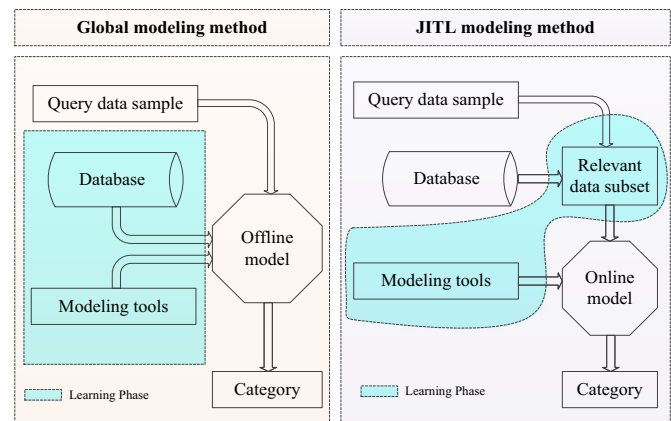 Global modeling method
Query data sample
Database
Offline
model
Modeling tools
Category
Learning Phase
JITL modeling method
Query data sample
Database
Relevant
data subset
Modeling tools
Online
model
Category
Learning Phase